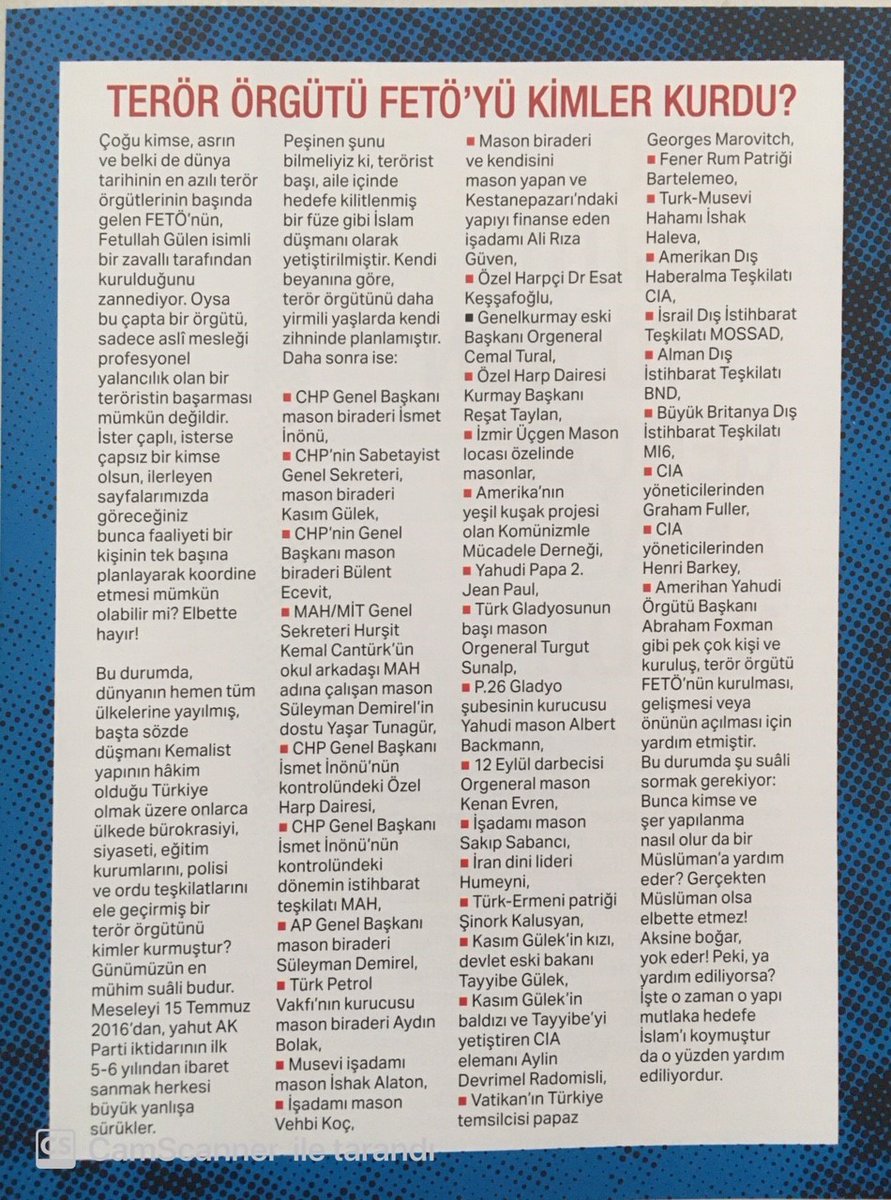 TERÖR ÖRGÜTÜ FETÖ'YÜ KİMLER KURDU?
Çoğu kimse, asrın
ve belki de dünya
tarihinin en azılı terör
örgütlerinin başında
gelen FETÖ'nün,
Fetullah Gülen isimli
bir zavallı tarafından
kurulduğunu
zannediyor. Oysa
bu çapta bir örgütü,
sadece aslî mesleği
profesyonel
yalancılık olan bir
teröristin başarması
mümkün değildir.
İster çaplı, isterse
çapsız bir kimse
olsun, ilerleyen
sayfalarımızda
göreceğiniz
bunca faaliyeti bir
kişinin tek başına
planlayarak koordine
etmesi mümkün
olabilir mi? Elbette
hayır!
Bu durumda,
dünyanın hemen tüm
ülkelerine yayılmış,
başta sözde
düşmanı Kemalist
yapının hâkim
olduğu Türkiye
olmak üzere onlarca
ülkede bürokrasiyi,
siyaseti, eğitim
kurumlarını, polisi
ve ordu teşkilatlarını
ele geçirmiş bir
terör örgütünü
kimler kurmuştur?
Günümüzün en
mühim suâli budur.
Meseleyi 15 Temmuz
2016'dan, yahut AK
Parti iktidarının ilk
5-6 yılından ibaret
sanmak herkesi
büyük yanlışa
sürükler.
Peşinen şunu
bilmeliyiz ki, terörist
başı, aile içinde
hedefe kilitlenmiş
bir füze gibi İslam
düşmanı olarak
yetiştirilmiştir. Kendi
beyanına göre,
terör örgütünü daha
yirmili yaşlarda kendi
zihninde planlamıştır.
Daha sonra ise:
■ CHP Genel Başkanı
mason biraderi İsmet
İnönü,
■ CHP'nin Sabetayist
Genel Sekreteri,
mason biraderi
Kasım Gülek,
■ CHP'nin Genel
Başkanı mason
biraderi Bülent
Ecevit,
■ MAH/MİT Genel
Sekreteri Hurşit
Kemal Cantürk'ün
okul arkadaşı MAH
adına çalışan mason
Süleyman Demirel'in
dostu Yaşar Tunagür,
■ CHP Genel Başkanı
İsmet İnönü'nün
kontrolündeki Özel
Harp Dairesi,
■ CHP Genel Başkanı
İsmet İnönü'nün
kontrolündeki
dönemin istihbarat
teşkilatı MAH,
■ AP Genel Başkanı
mason biraderi
Süleyman Demirel,
■ Türk Petrol
Vakfı'nın kurucusu
mason biraderi Aydın
Bolak,
■ Musevi işadamı
mason İshak Alaton,
■ İşadamı mason
Vehbi Koç,
■ Mason biraderi
ve kendisini
mason yapan ve
Kestanepazarı'ndaki
yapıyı finanse eden
işadamı Ali Rıza
Güven,
■ Özel Harpçi Dr Esat
Keşşafoğlu,
■ Genelkurmay eski
Başkanı Orgeneral
Cemal Tural,
■ Özel Harp Dairesi
Kurmay Başkanı
Reşat Taylan,
■ İzmir Üçgen Mason
locası özelinde
masonlar,
■ Amerika'nın
yeşil kuşak projesi
olan Komünizmle
Mücadele Derneği,
■ Yahudi Papa 2.
Jean Paul,
■ Türk Gladyosunun
başı mason
Orgeneral Turgut
Sunalp,
■ P.26 Gladyo
şubesinin kurucusu
Yahudi mason Albert
Backmann,
■ 12 Eylül darbecisi
Orgeneral mason
Kenan Evren,
■ İşadamı mason
Sakıp Sabancı,
■ İran dini lideri
Humeyni,
■ Türk-Ermeni patriği
Şinork Kalusyan,
■ Kasım Gülek'in kızı,
devlet eski bakanı
Tayyibe Gülek,
■ Kasım Gülek'in
baldızı ve Tayyibe'yi
yetiştiren CIA
elemanı Aylin
Devrimel Radomisli,
■ Vatikan'ın Türkiye
temsilcisi papaz
Georges Marovitch,
■ Fener Rum Patriği
Bartelemeo,
■ Turk-Musevi
Hahamı İshak
Haleva,
■ Amerikan Dış
Haberalma Teşkilatı
CIA,
■ İsrail Dış İstihbarat
Teşkilatı MOSSAD,
■ Alman Dış
İstihbarat Teşkilatı
BND,
■ Büyük Britanya Dış
İstihbarat Teşkilatı
MI6,
■ CIA
yöneticilerinden
Graham Fuller,
■ CIA
yöneticilerinden
Henri Barkey,
■ Amerihan Yahudi
Örgütü Başkanı
Abraham Foxman
gibi pek çok kişi ve
kuruluş, terör örgütü
FETÖ'nün kurulması,
gelişmesi veya
önünün açılması için
yardım etmiştir.
Bu durumda şu suâli
sormak gerekiyor:
Bunca kimse ve
şer yapılanma
nasıl olur da bir
Müslüman'a yardım
eder? Gerçekten
Müslüman olsa
elbette etmez!
Aksine boğar,
yok eder! Peki, ya
yardım ediliyorsa?
İşte o zaman o yapı
mutlaka hedefe
İslam'ı koymuştur
da o yüzden yardım
ediliyordur.
CS CamScanner ile tarandı